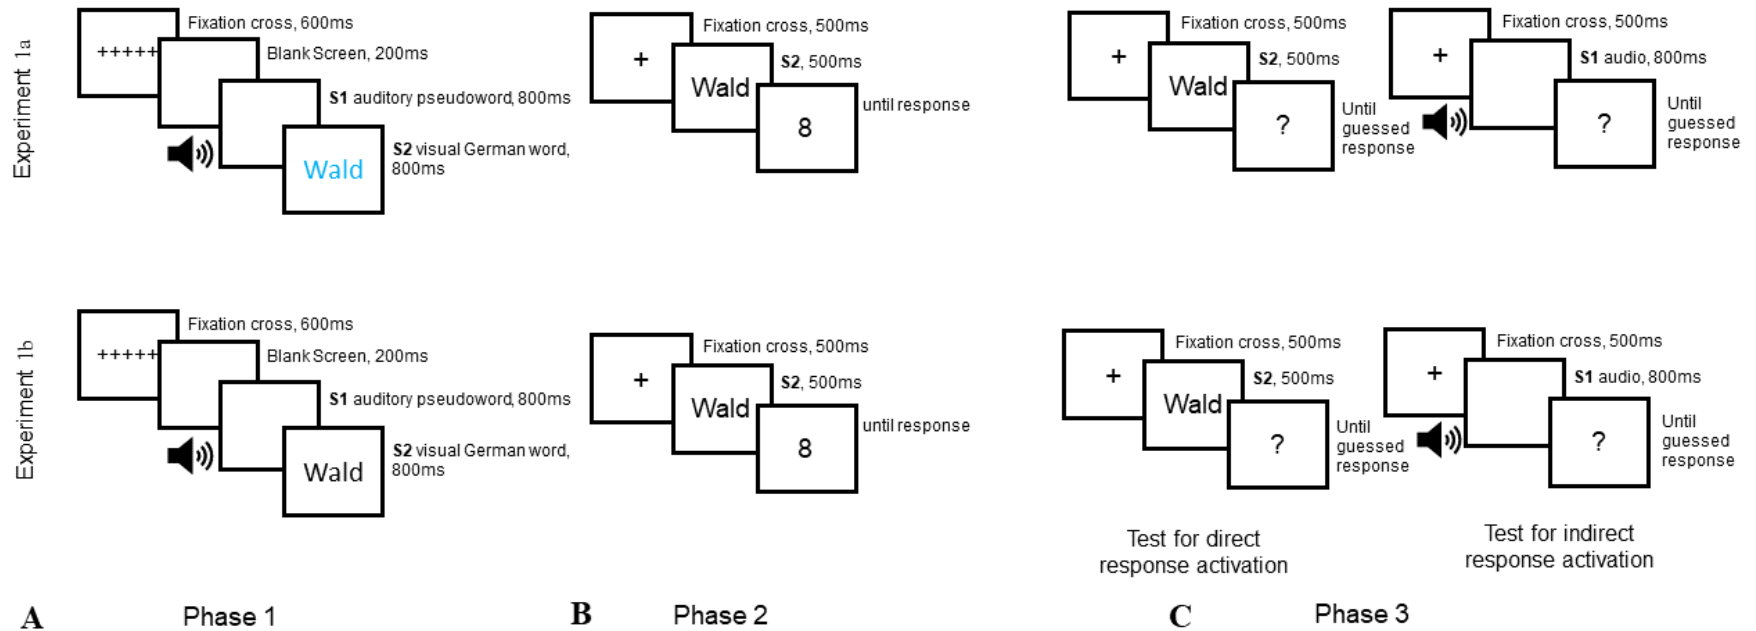 Experiment 1a
+++++
Fixation cross, 600ms
Blank Screen, 200ms
S1 auditory pseudoword, 800ms
Wald
S2 visual German word,
800ms
+
Fixation cross, 500ms
Wald
S2, 500ms
8
until response
+
Fixation cross, 500ms
Wald
S2, 500ms
?
Until
guessed
response
+
Fixation cross, 500ms
S1 audio, 800ms
?
Until
guessed
response
Experiment 1b
+++++
Fixation cross, 600ms
Blank Screen, 200ms
S1 auditory pseudoword, 800ms
Wald
S2 visual German word,
800ms
+
Fixation cross, 500ms
Wald
S2, 500ms
8
until response
+
Fixation cross, 500ms
Wald
S2, 500ms
?
Until
guessed
response
+
Fixation cross, 500ms
S1 audio, 800ms
?
Until
guessed
response
Test for direct
response activation
Test for indirect
response activation
A Phase 1
B Phase 2
C Phase 3